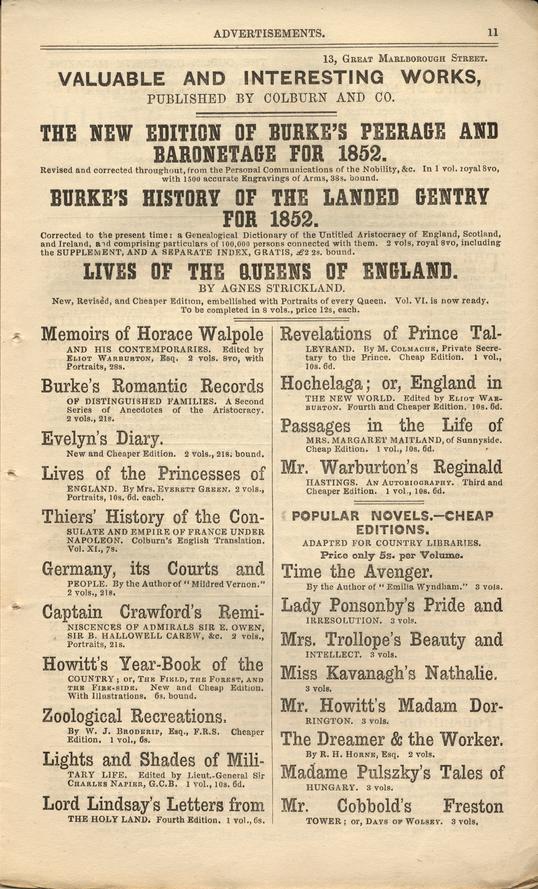 ADVERTISEMENTS. 11
13, GREAT MARLBOROUGH STREET.
VALUABLE AND INTERESTING WORKS,
PUBLISHED BY COLBURN AND CO.
THE NEW EDITION OF BURKE'S PEERAGE AND
BARONETAGE FOR 1852.
Revised and corrected throughout, from the Personal Communications of the Nobility, &c. In 1 vol. royal 8vo,
with 1500 accurate Engravings of Arms, 38s. bound.
BURKE'S HISTORY OF THE LANDED GENTRY
FOR 1852.
Corrected to the present time: a Genealogical Dictionary of the Untitled Aristocracy of England, Scotland,
and Ireland, and comprising particulars of 100,000 persons connected with them. 2 vols, royal 8vo, including
the SUPPLEMENT, AND A SEPARATE INDEX, GRATIS, £2 2s. bound.
LIVES OF THE QUEENS OF ENGLAND.
BY AGNES STRICKLAND.
New, Revised, and Cheaper Edition, embellished with Portraits of every Queen. Vol. VI. is now ready.
To be completed in 8 vols., price 12s, each.
Memoirs of Horace Walpole
AND HIS CONTEMPORARIES. Edited by
ELIOT WARBURTON, Esq. 2 vols. 8vo, with
Portraits, 28s.
Burke's Romantic Records
OF DISTINGUISHED FAMILIES. A Second
Series of Anecdotes of the Aristocracy.
2 vols., 21s.
Evelyn's Diary.
New and Cheaper Edition. 2 vols., 21s. bound.
Lives of the Princesses of
ENGLAND. By Mrs. EVERETT GREEN. 2 vols.,
Portraits, 10s. 6d. each.
Thiers' History of the Con-
SULATE AND EMPIRE OF FRANCE UNDER
NAPOLEON. Colburn's English Translation.
Vol. XI., 7s.
Germany, its Courts and
PEOPLE. By the Author of "Mildred Vernon."
2 vols., 21s.
Captain Crawford's Remi-
NISCENCES OF ADMIRALS SIR E. OWEN,
SIR B. HALLOWELL CAREW, &c. 2 vols.,
Portraits, 21s.
Howitt's Year-Book of the
COUNTRY; or, THE FIELD, THE FOREST, AND
THE FIRE-SIDE. New and Cheap Edition.
With Illustrations. 6s. bound.
Zoological Recreations.
By W. J. BRODERIP, Esq., F.R.S. Cheaper
Edition. 1 vol., 6s.
Lights and Shades of Mili-
TARY LIFE. Edited by Lieut.-General Sir
CHARLES NAPIER, G.C.B. 1 vol., 10s. 6d.
Lord Lindsay's Letters from
THE HOLY LAND. Fourth Edition. 1 vol., 6s.
Revelations of Prince Tal-
LEYRAND. By M. COLMACHE, Private Secre-
tary to the Prince. Cheap Edition. 1 vol.,
10s. 6d.
Hochelaga; or, England in
THE NEW WORLD. Edited by ELIOT WAR-
BURTON. Fourth and Cheaper Edition. 10s. 6d.
Passages in the Life of
MRS. MARGARET MAITLAND, of Sunnyside.
Cheap Edition. 1 vol., 10s. 6d.
Mr. Warburton's Reginald
HASTINGS. AN AUTOBIOGRAPHY. Third and
Cheaper Edition. 1 vol., 10s. 6d.
POPULAR NOVELS.—CHEAP
EDITIONS.
ADAPTED FOR COUNTRY LIBRARIES.
Price only 5s. per Volume.
Time the Avenger.
By the Author of "Emilia Wyndham." 3 vols.
Lady Ponsonby's Pride and
IRRESOLUTION. 3 vols.
Mrs. Trollope's Beauty and
INTELLECT. 3 vols.
Miss Kavanagh's Nathalie.
3 vols.
Mr. Howitt's Madam Dor-
RINGTON. 3 vols.
The Dreamer & the Worker.
By R. H. HORNE, Esq. 2 vols.
Madame Pulszky's Tales of
HUNGARY. 3 vols.
Mr. Cobbold's Freston
TOWER; or, DAYS OF WOLSEY. 3 vols,